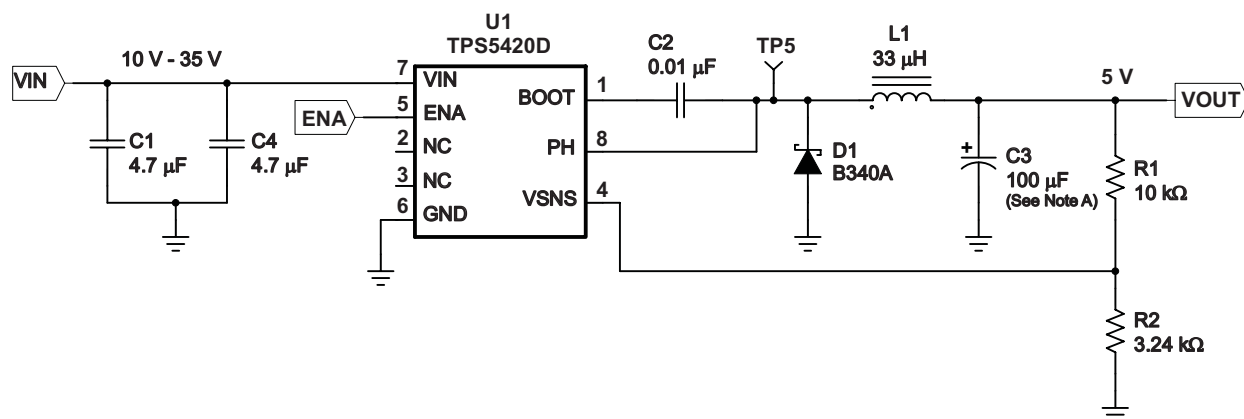 U1
TPS5420D
10 V - 35 V
VIN
7
VIN
5
ENA
ENA
2
NC
3
NC
6
GND
BOOT
1
PH
8
VSNS
4
C1
4.7 µF
C4
4.7 µF
C2
0.01 µF
TP5
L1
33 µH
5 V
VOUT
D1
B340A
+
C3
100 µF
(See Note A)
R1
10 kΩ
R2
3.24 kΩ